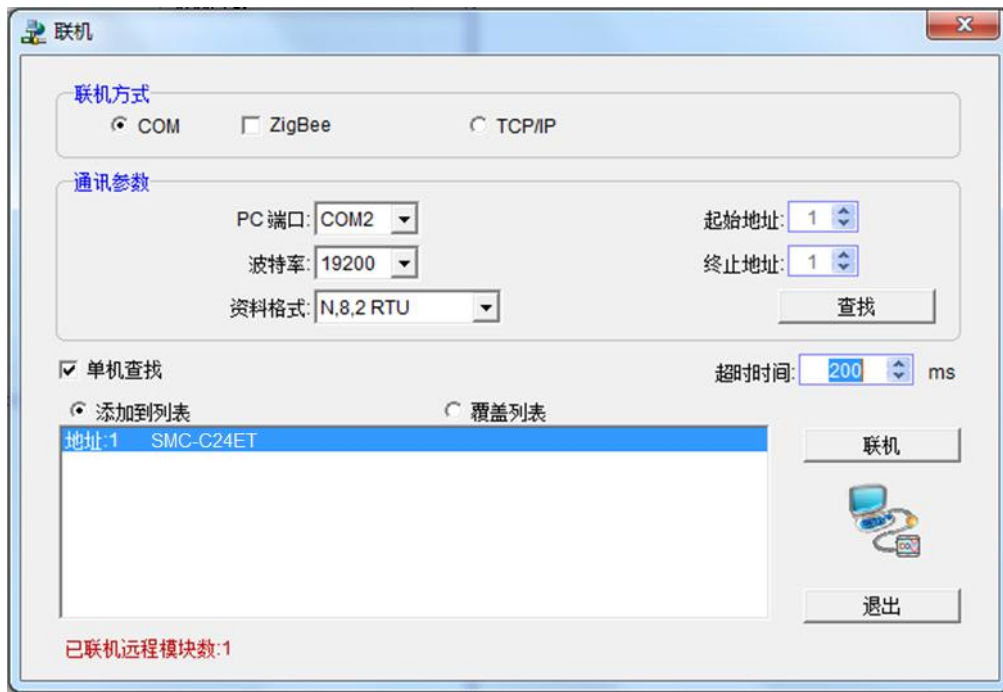 联机
联机方式
COM ZigBee TCP/IP
通讯参数
PC 端口: COM2 起始地址: 1
波特率: 19200 终止地址: 1
资料格式: N,8,2 RTU 查找
单机查找 超时时间: 200 ms
添加到列表 覆盖列表
地址:1 SMC-C24ET 联机
退出
已联机远程模块数:1